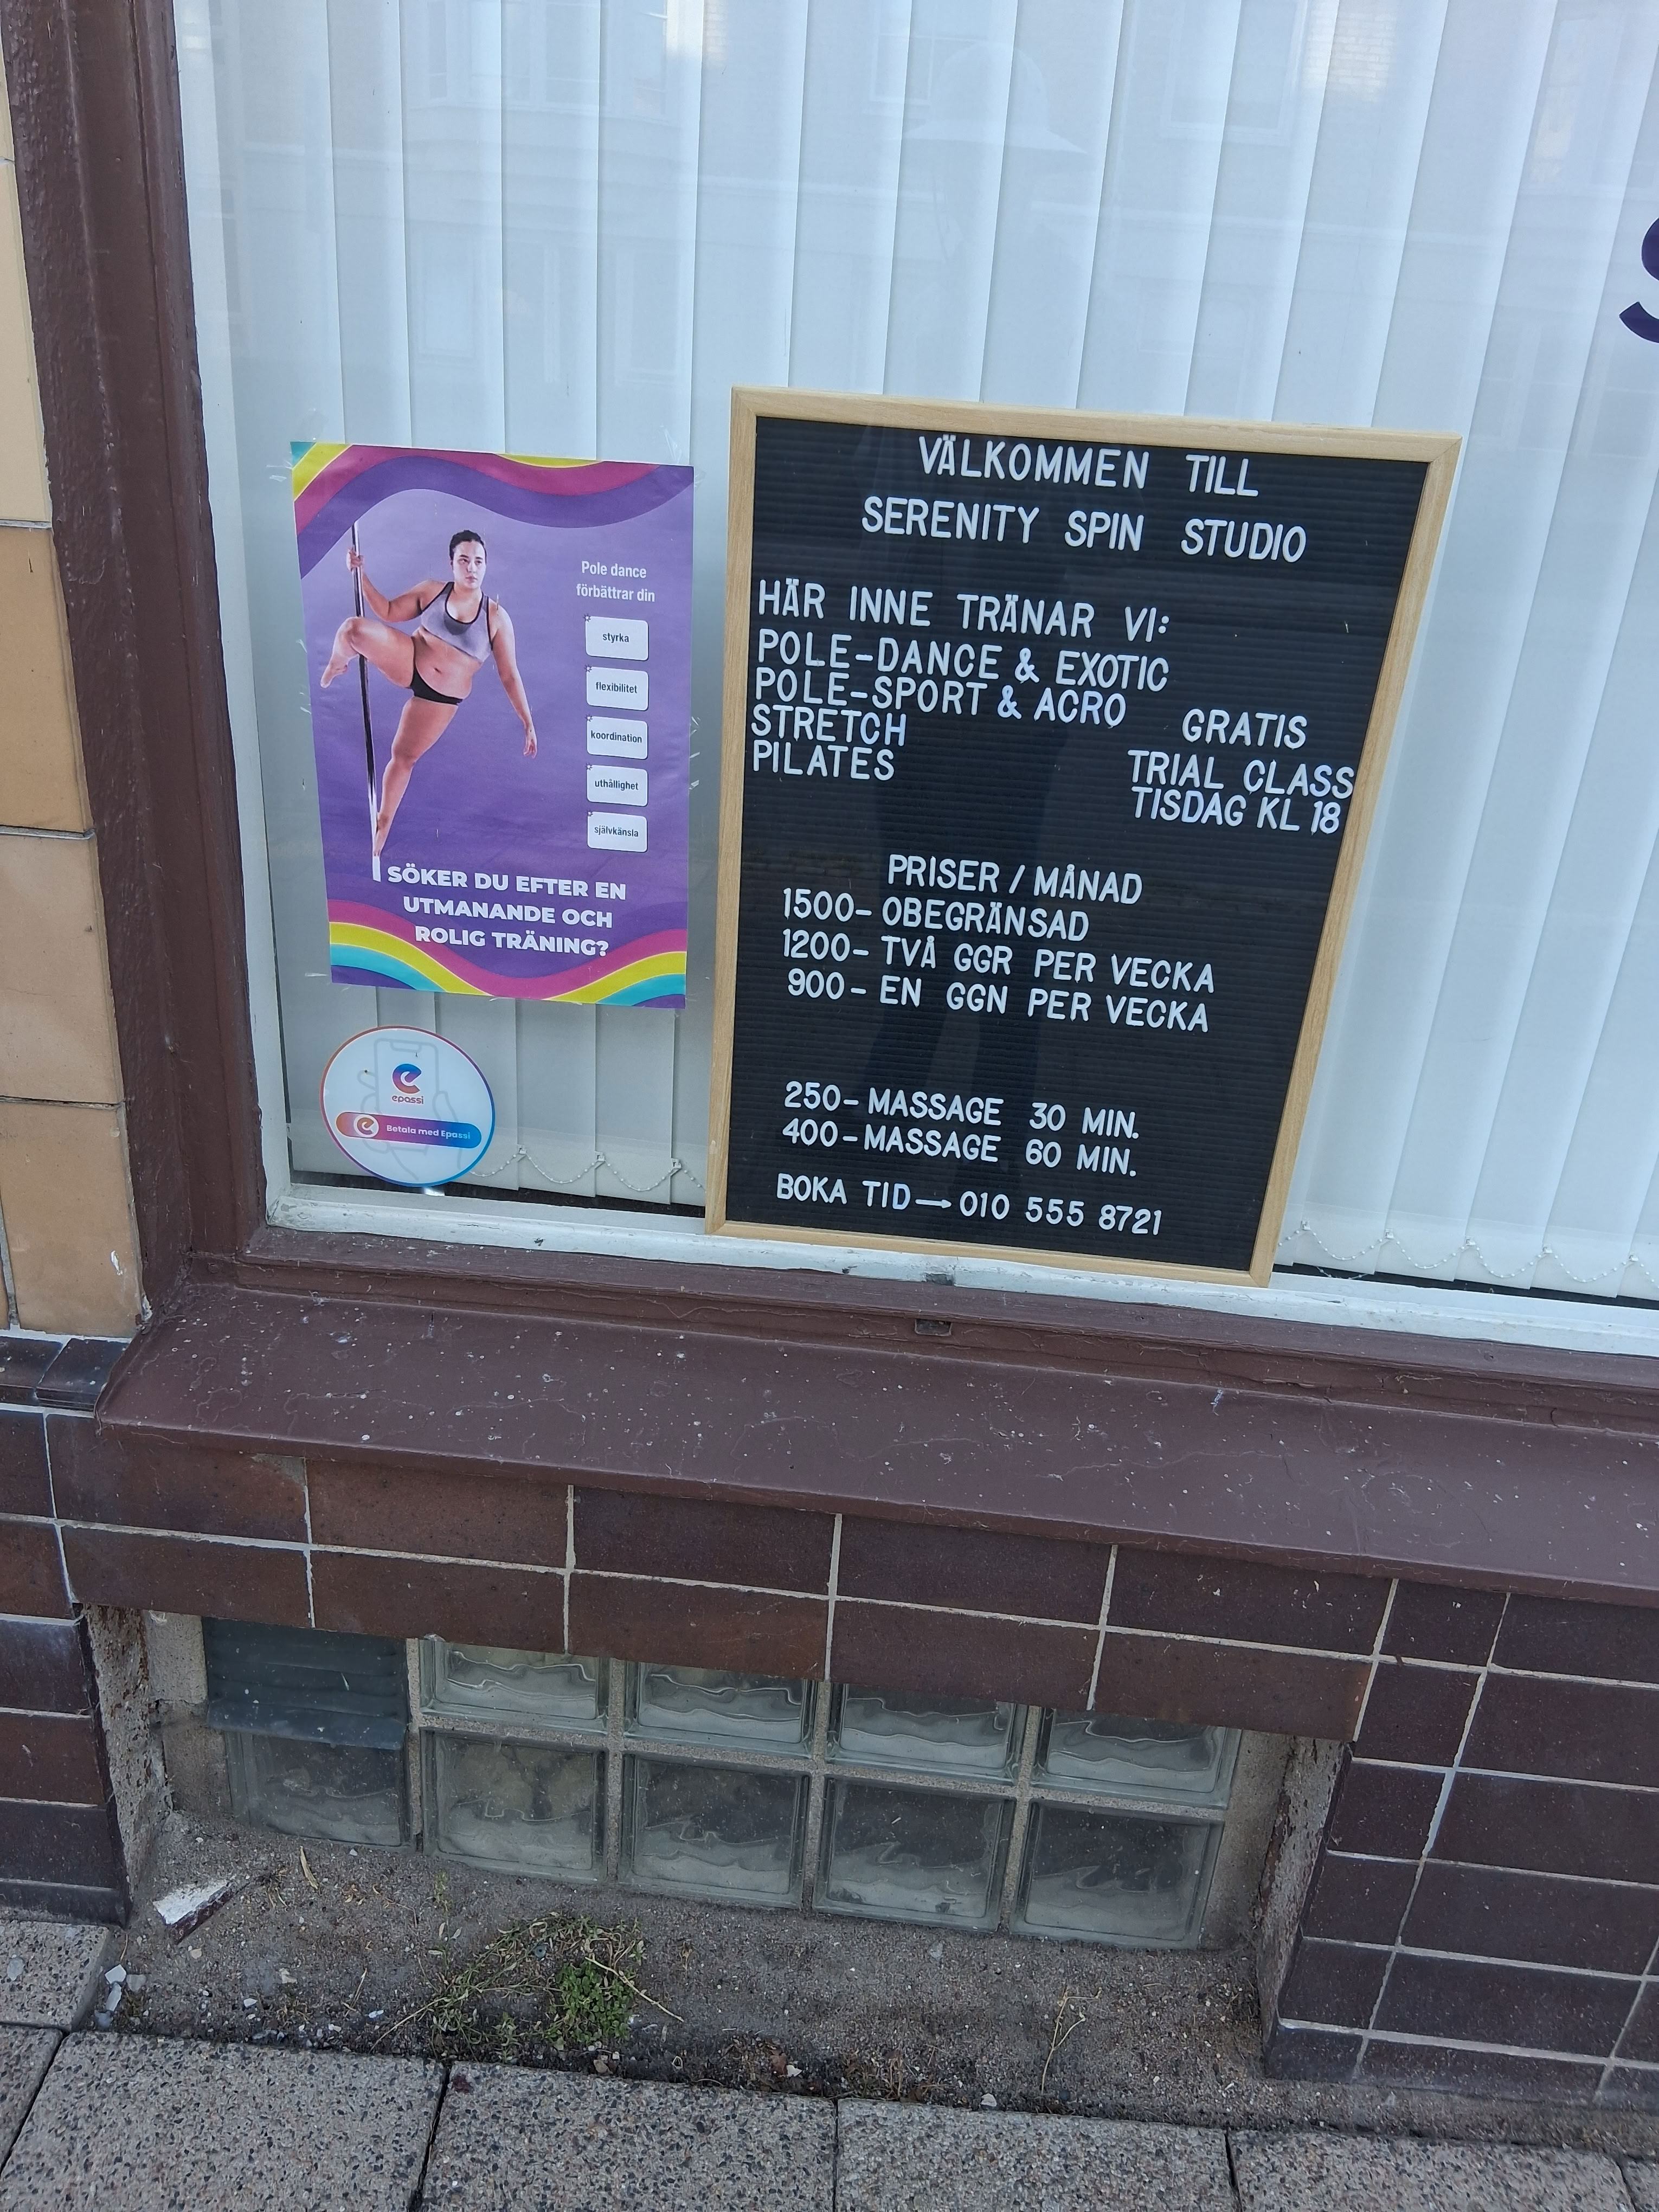 Pole dance
förbättrar din
styrka
flexibilitet
koordination
uthållighet
självkänsla
SÖKER DU EFTER EN
UTMANANDE OCH
ROLIG TRÄNING?
epassi
Betala med Epassi
VÄLKOMMEN TILL
SERENITY SPIN STUDIO
HÄR INNE TRÄNAR VI:
POLE-DANCE & EXOTIC
POLE-SPORT & ACRO
STRETCH
PILATES
GRATIS
TRIAL CLASS
TISDAG KL 18
PRISER / MÅNAD
1500- OBEGRÄNSAD
1200- TVÅ GGR PER VECKA
900- EN GGN PER VECKA
250- MASSAGE 30 MIN.
400- MASSAGE 60 MIN.
BOKA TID → 010 555 8721